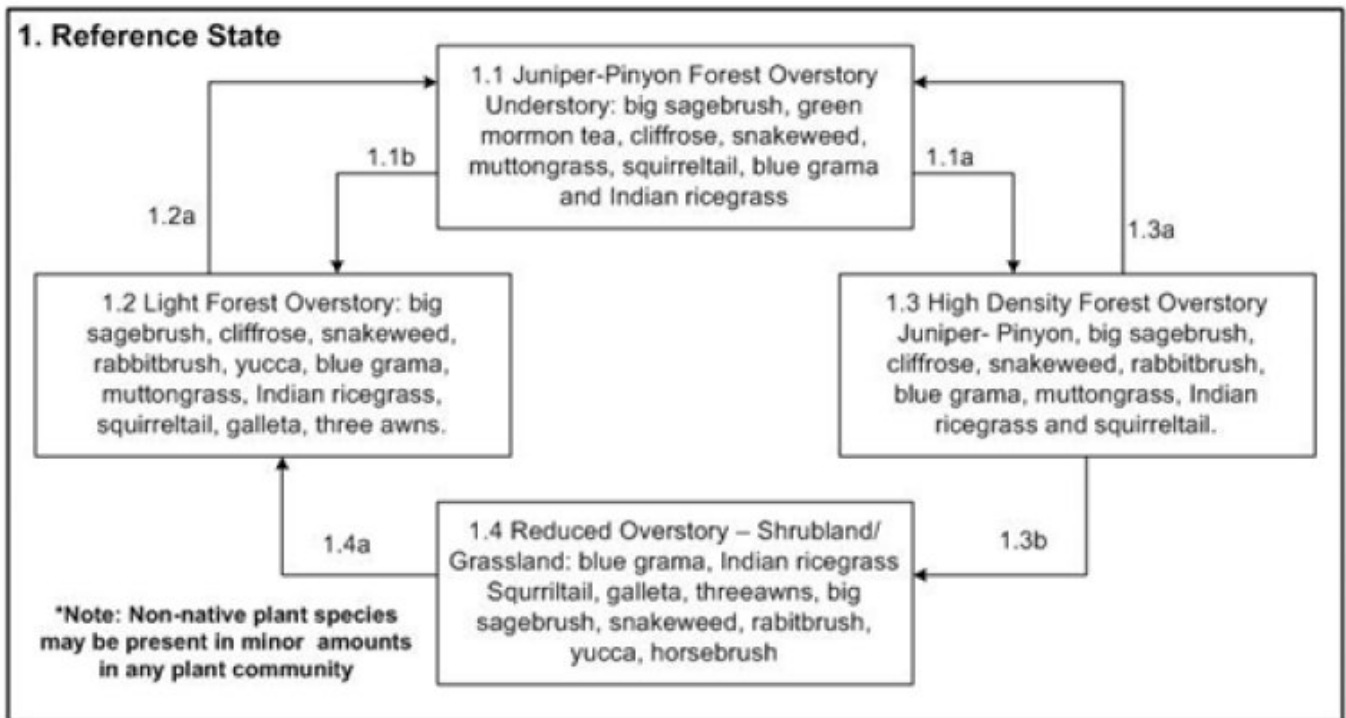 1. Reference State
1.1 Juniper-Pinyon Forest Overstory
Understory: big sagebrush, green
mormon tea, cliffrose, snakeweed,
muttongrass, squirreltail, blue grama
and Indian ricegrass
1.1b
1.1a
1.2a
1.3a
1.2 Light Forest Overstory: big
sagebrush, cliffrose, snakeweed,
rabbitbrush, yucca, blue grama,
muttongrass, Indian ricegrass,
squirreltail, galleta, three awns.
1.3 High Density Forest Overstory
Juniper- Pinyon, big sagebrush,
cliffrose, snakeweed, rabbitbrush,
blue grama, muttongrass, Indian
ricegrass and squirreltail.
1.4a
1.3b
1.4 Reduced Overstory – Shrubland/
Grassland: blue grama, Indian ricegrass
Squrriltail, galleta, threeawns, big
sagebrush, snakeweed, rabitbrush,
yucca, horsebrush
*Note: Non-native plant species
may be present in minor amounts
in any plant community